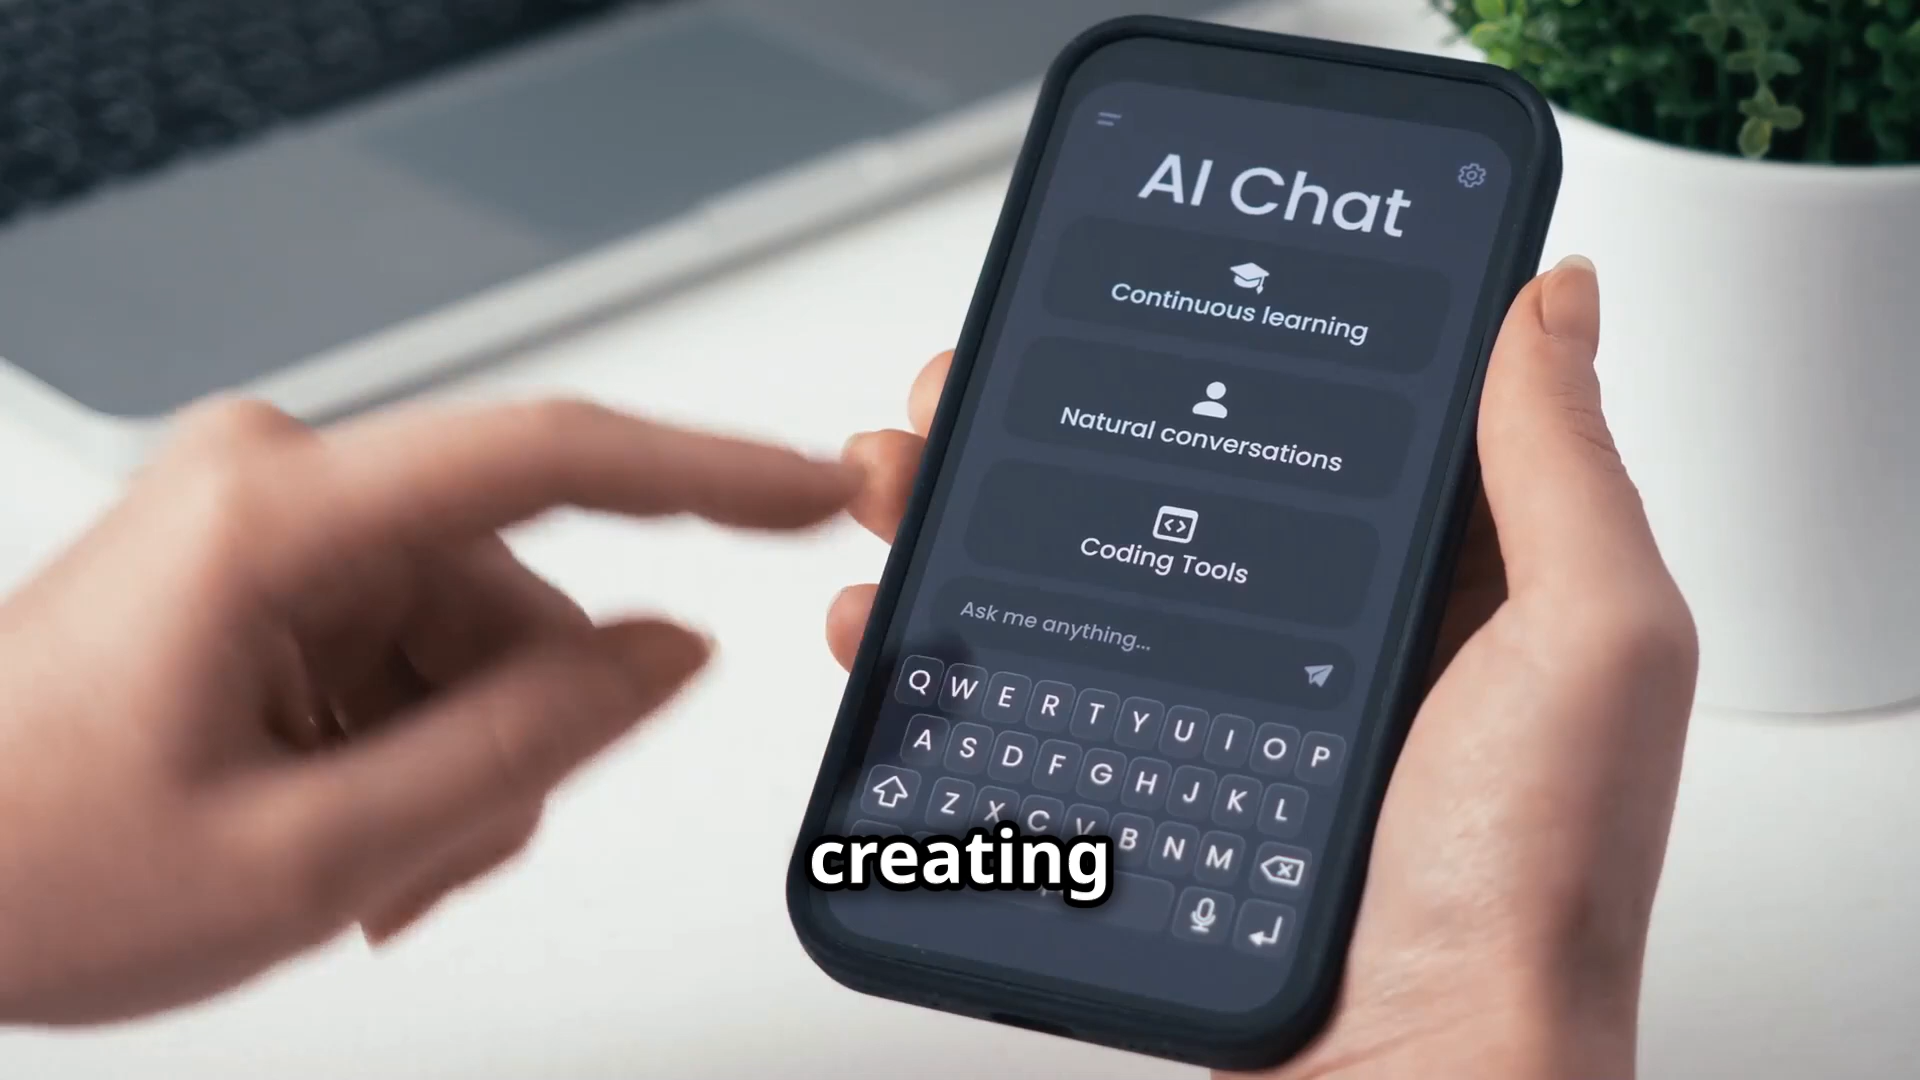 AI Chat
Continuous learning
Natural conversations
Coding Tools
Ask me anything...
Q W E R T Y U I O P
A S D F G H J K L
Z X C V B N M
creating